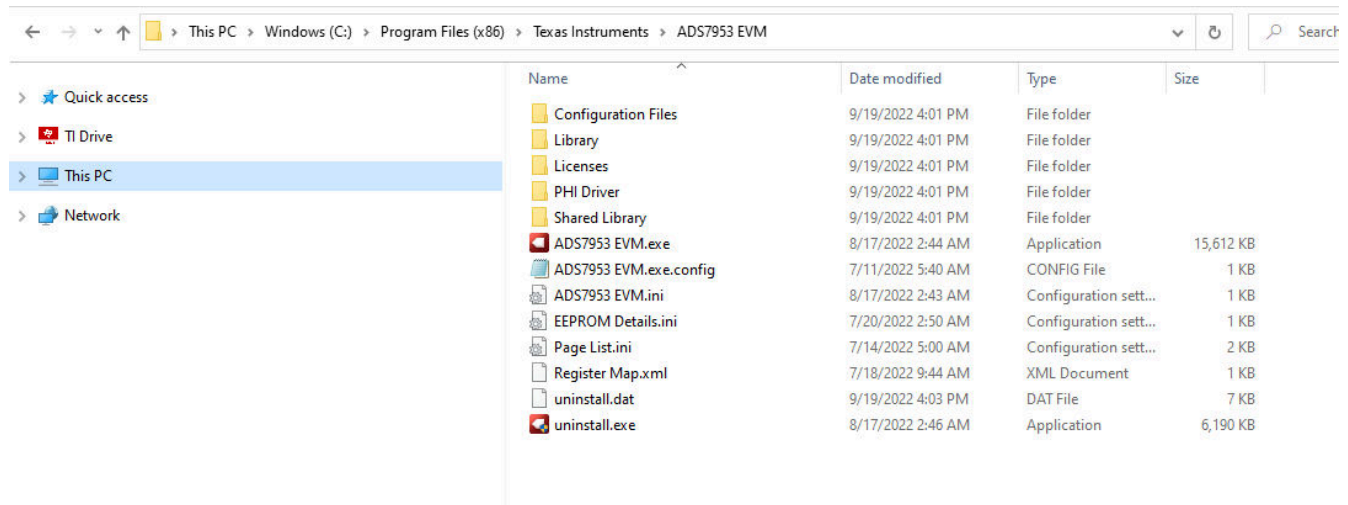 This PC > Windows (C:) > Program Files (x86) > Texas Instruments > ADS7953 EVM Search
Quick access
TI Drive
This PC
Network
Name Date modified Type Size
Configuration Files 9/19/2022 4:01 PM File folder
Library 9/19/2022 4:01 PM File folder
Licenses 9/19/2022 4:01 PM File folder
PHI Driver 9/19/2022 4:01 PM File folder
Shared Library 9/19/2022 4:01 PM File folder
ADS7953 EVM.exe 8/17/2022 2:44 AM Application 15,612 KB
ADS7953 EVM.exe.config 7/11/2022 5:40 AM CONFIG File 1 KB
ADS7953 EVM.ini 8/17/2022 2:43 AM Configuration sett... 1 KB
EEPROM Details.ini 7/20/2022 2:50 AM Configuration sett... 1 KB
Page List.ini 7/14/2022 5:00 AM Configuration sett... 2 KB
Register Map.xml 7/18/2022 9:44 AM XML Document 1 KB
uninstall.dat 9/19/2022 4:03 PM DAT File 7 KB
uninstall.exe 8/17/2022 2:46 AM Application 6,190 KB